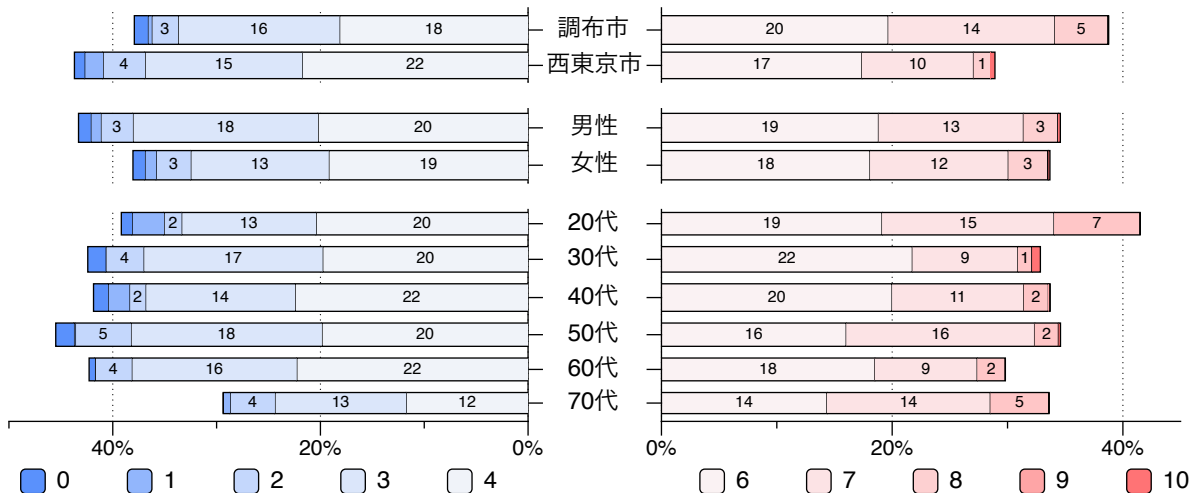 3 16 18 調布市 20 14 5
4 15 22 西東京市 17 10 1
3 18 20 男性 19 13 3
3 13 19 女性 18 12 3
2 13 20 20代 19 15 7
4 17 20 30代 22 9 1
2 14 22 40代 20 11 2
5 18 20 50代 16 16 2
4 16 22 60代 18 9 2
4 13 12 70代 14 14 5
40% 20% 0% 0% 20% 40%
0 1 2 3 4 6 7 8 9 10